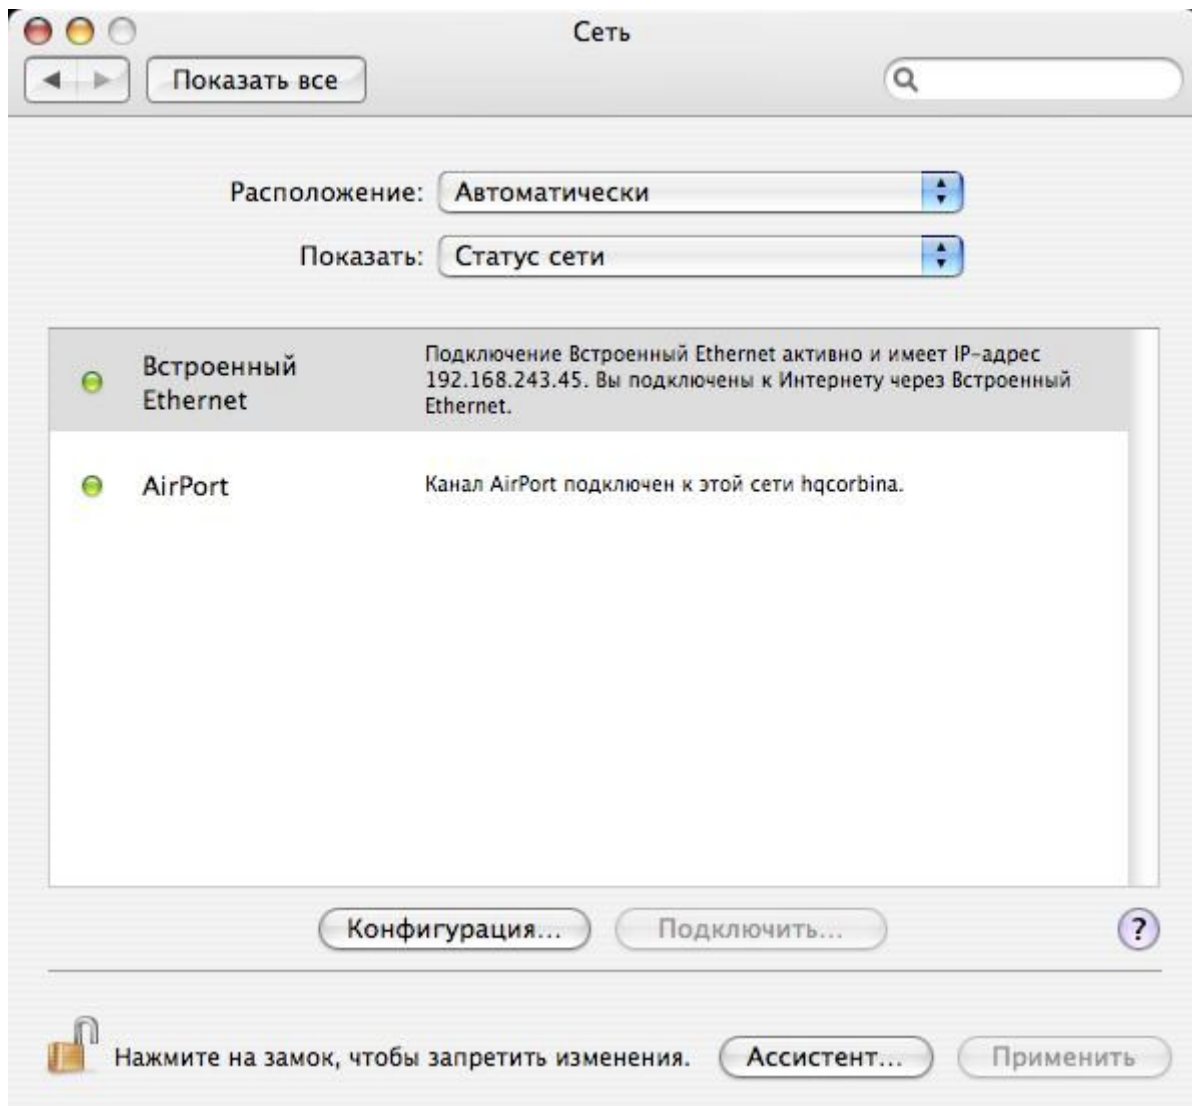 Сеть
Показать все
Расположение: Автоматически
Показать: Статус сети
Встроенный
Ethernet
Подключение Встроенный Ethernet активно и имеет IP-адрес
192.168.243.45. Вы подключены к Интернету через Встроенный
Ethernet.
AirPort
Канал AirPort подключен к этой сети hqcorbina.
Конфигурация...
Подключить...
?
Нажмите на замок, чтобы запретить изменения.
Ассистент...
Применить